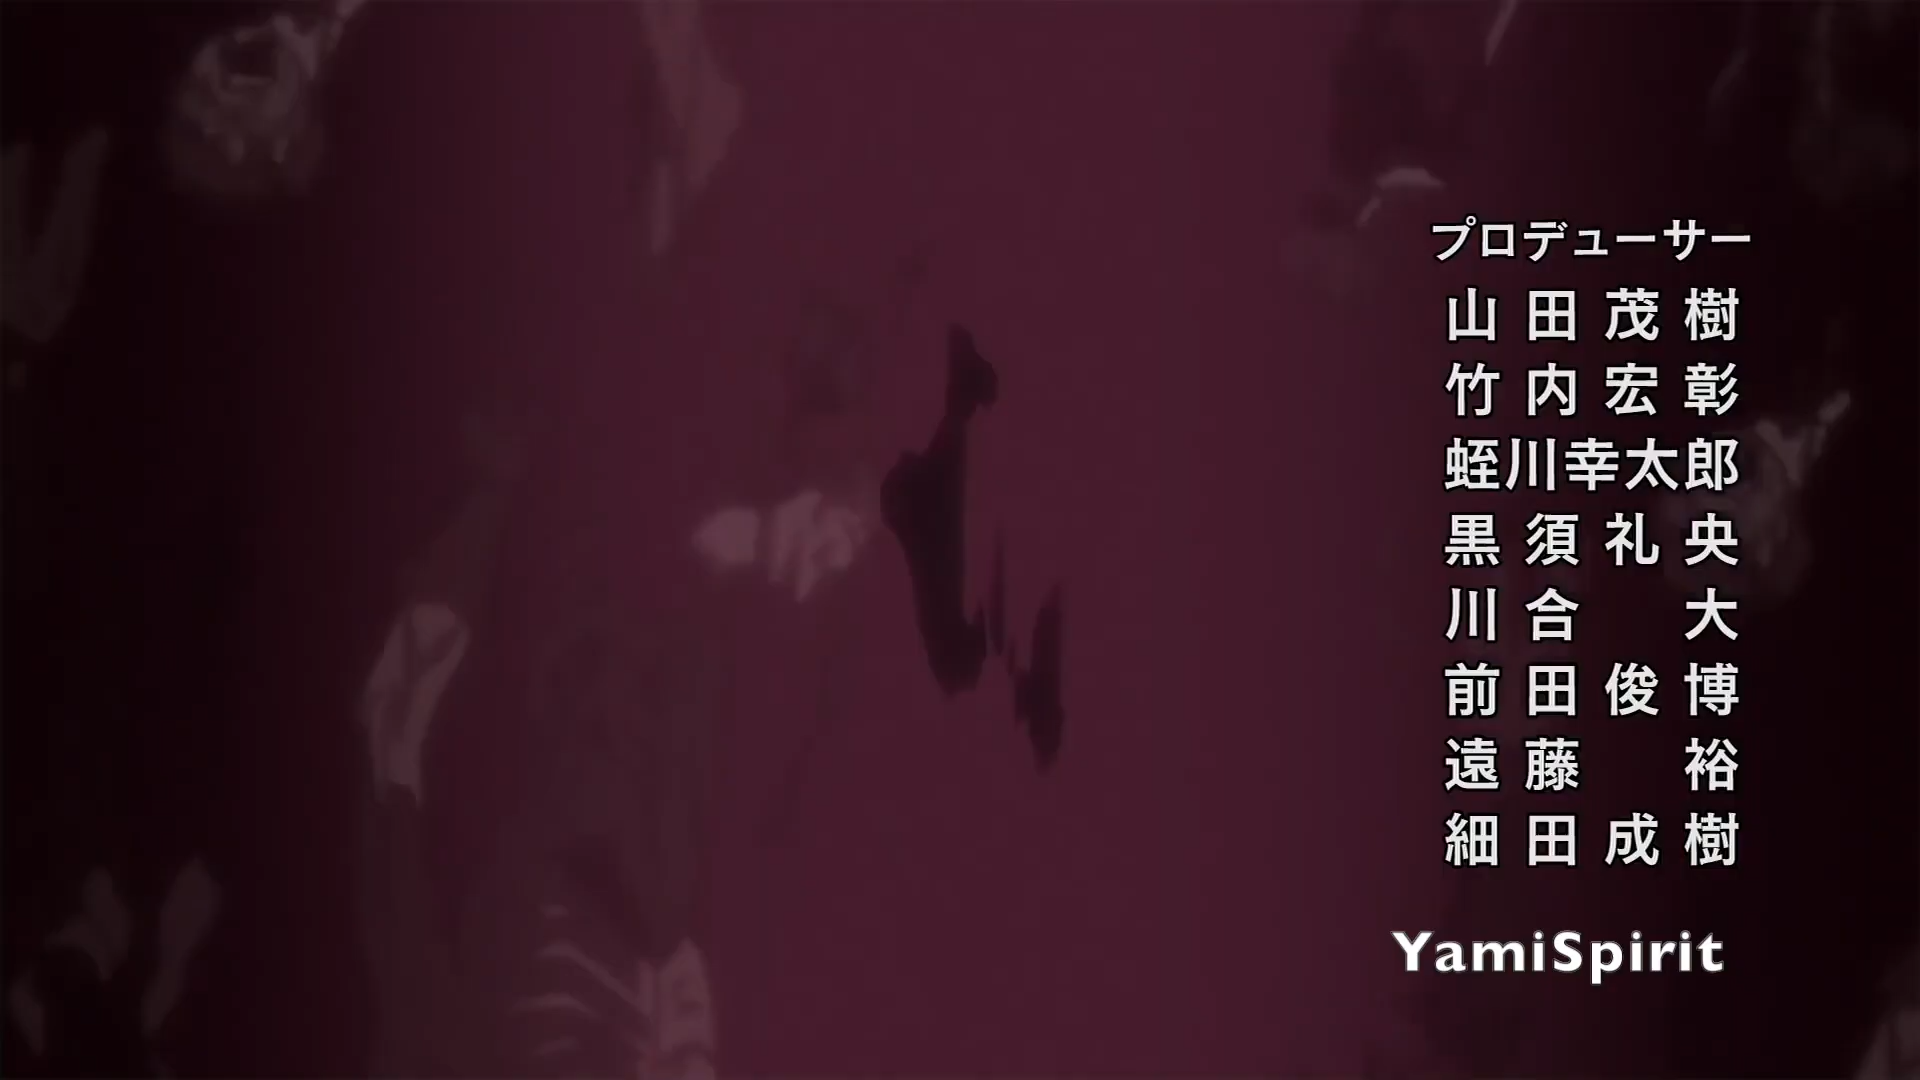 プロデューサー
山田茂樹
竹内宏彰
蛭川幸太郎
黒須礼央
川合 大
前田俊博
遠藤 裕
細田成樹
YamiSpirit